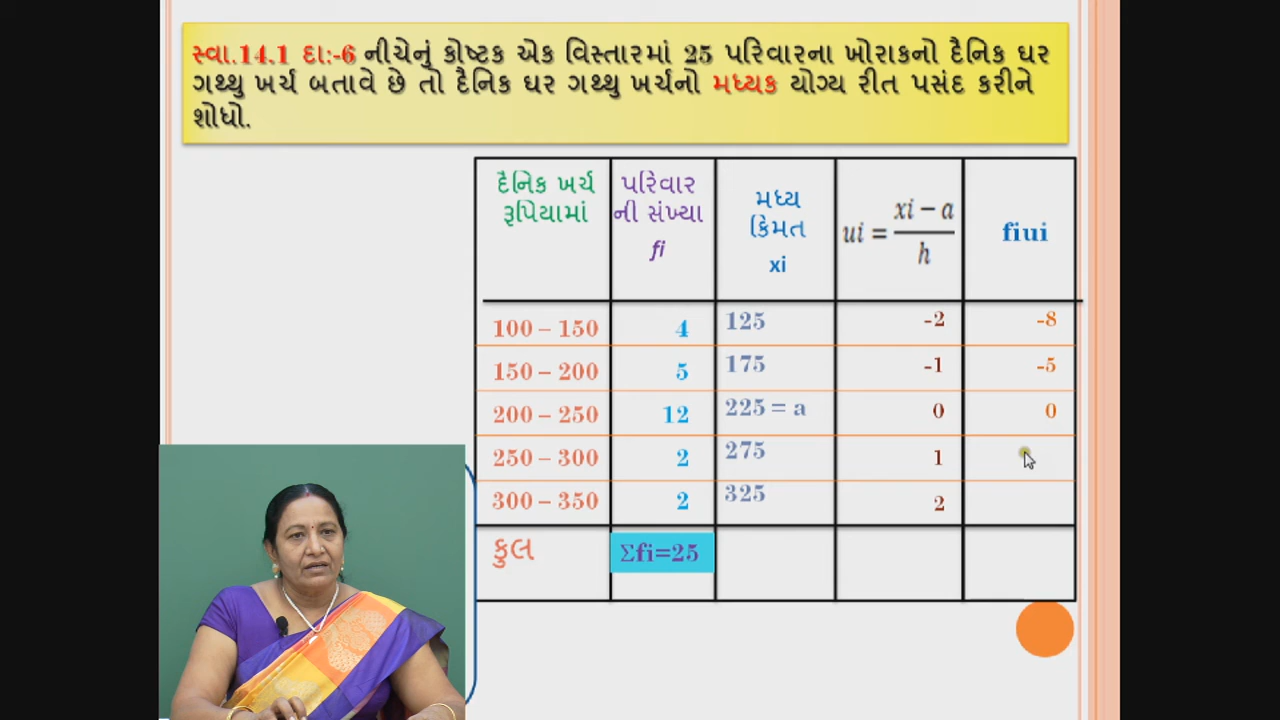 સ્વા.14.1 દા:-6 નીચેનું કોષ્ટક એક વિસ્તારમાં 25 પરિવારના ખોરાકનો દૈનિક ઘર
ગથ્થુ ખર્ચ બતાવે છે તો દૈનિક ઘર ગથ્થુ ખર્ચનો મધ્યક યોગ્ય રીત પસંદ કરીને
શોધો.
દૈનિક ખર્ચ
રૂપિયામાં
પરિવાર
ની સંખ્યા
fi
મધ્ય
કિમત
xi
ui = (xi − a)/h
fiui
100 – 150 4 125 -2 -8
150 – 200 5 175 -1 -5
200 – 250 12 225 = a 0 0
250 – 300 2 275 1
300 – 350 2 325 2
કુલ Σfi=25